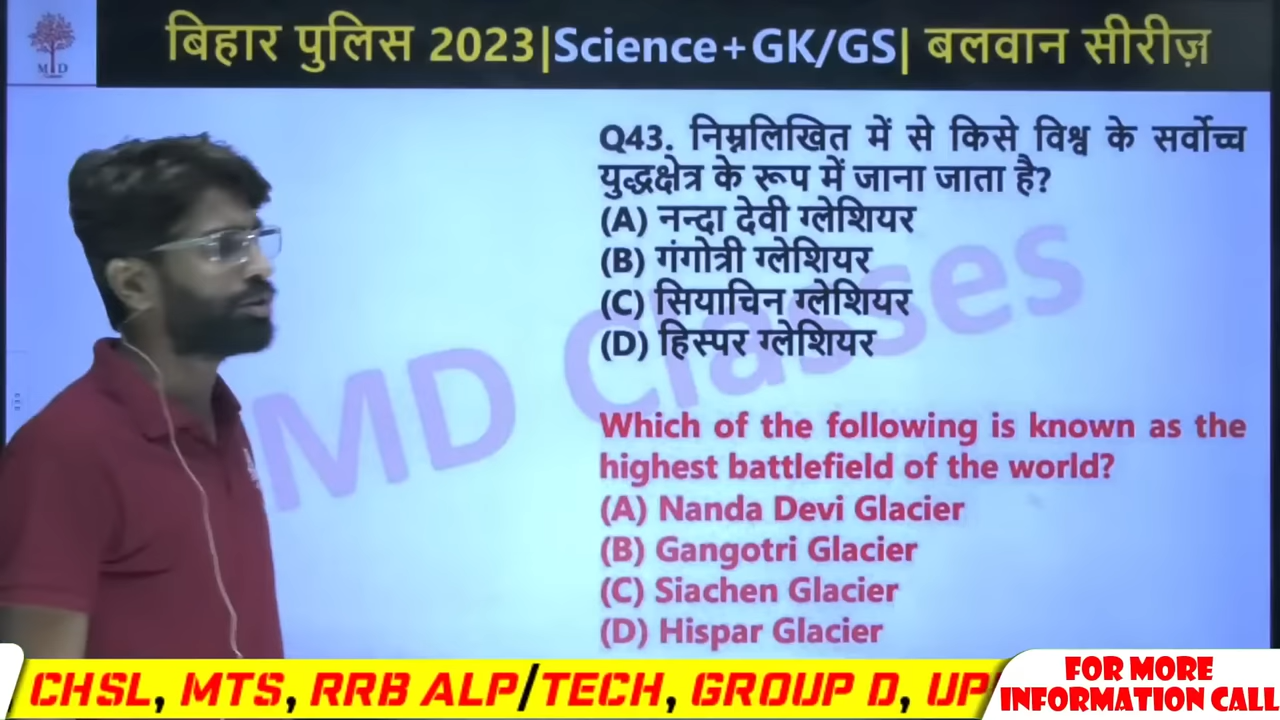 बिहार पुलिस 2023|Science+GK/GS| बलवान सीरीज़
MD
Q43. निम्नलिखित में से किसे विश्व के सर्वोच्च
युद्धक्षेत्र के रूप में जाना जाता है?
(A) नन्दा देवी ग्लेशियर
(B) गंगोत्री ग्लेशियर
(C) सियाचिन ग्लेशियर
(D) हिस्पर ग्लेशियर
MD Classes
Which of the following is known as the
highest battlefield of the world?
(A) Nanda Devi Glacier
(B) Gangotri Glacier
(C) Siachen Glacier
(D) Hispar Glacier
CHSL, MTS, RRB ALP/TECH, GROUP D, UP
FOR MORE
INFORMATION CALL